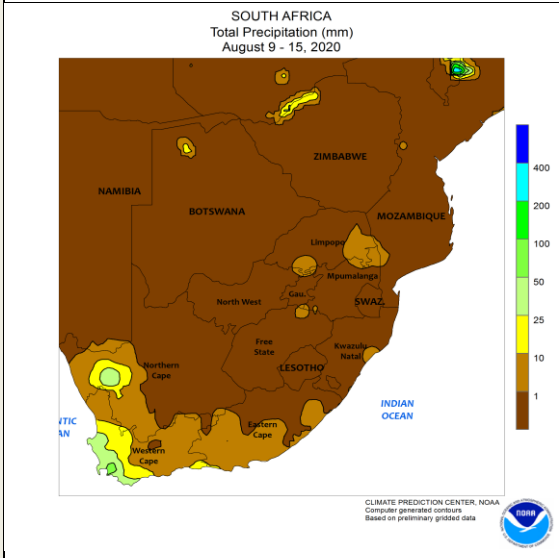 SOUTH AFRICA
Total Precipitation (mm)
August 9 - 15, 2020
ZIMBABWE
NAMIBIA
BOTSWANA
MOZAMBIQUE
Limpopo
Mpumalanga
North West
Gau.
SWAZ.
Free
State
Kwazulu
Natal
LESOTHO
Northern
Cape
Eastern
Cape
Western
Cape
NTIC
AN
INDIAN
OCEAN
400
200
100
50
25
10
1
CLIMATE PREDICTION CENTER, NOAA
Computer generated contours
Based on preliminary gridded data
NOAA